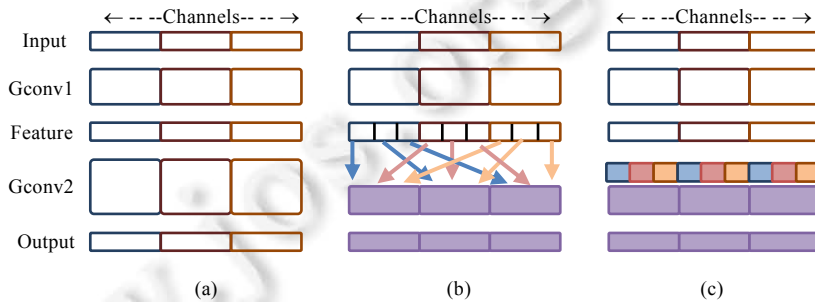 ← -- --Channels-- -- →
← -- --Channels-- -- →
← -- --Channels-- -- →
Input
Gconv1
Feature
Gconv2
Output
(a)
(b)
(c)